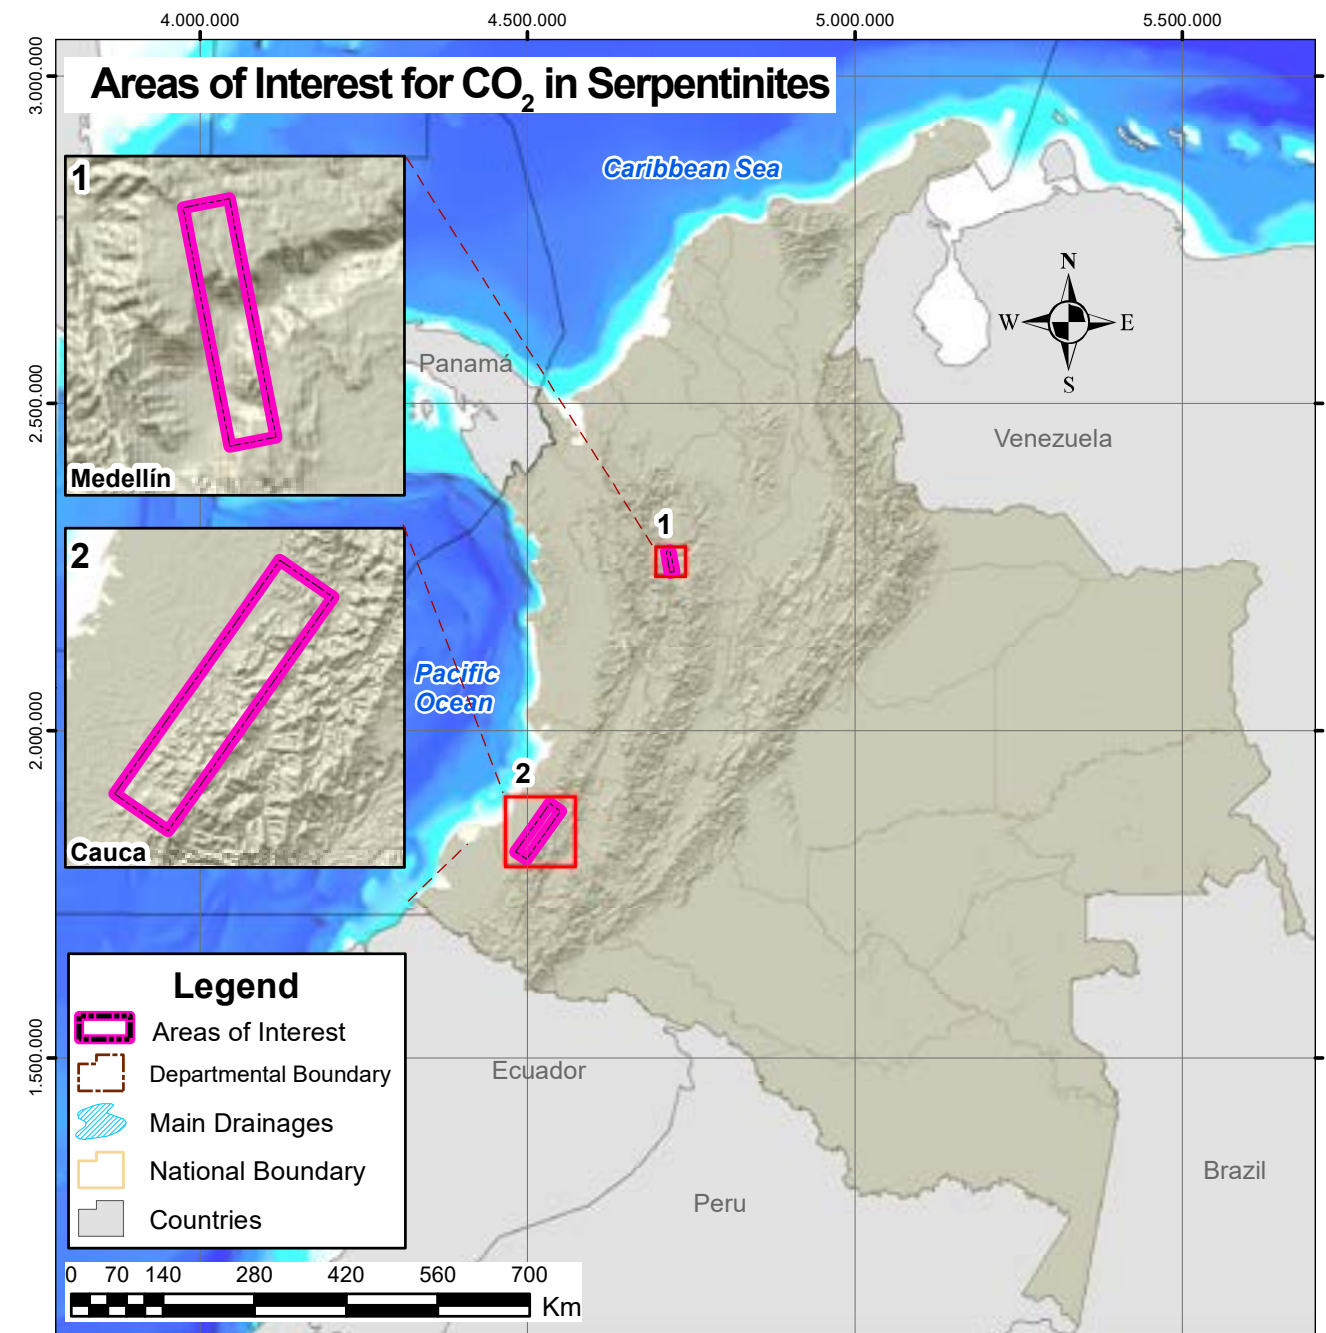 4.000.000 4.500.000 5.000.000 5.500.000
3.000.000
2.500.000
2.000.000
1.500.000
Areas of Interest for CO2 in Serpentinites
Caribbean Sea
1
Medellín
2
Cauca
Panamá
N
W E
S
Venezuela
1
Pacific
Ocean
2
Ecuador
Peru
Brazil
Legend
Areas of Interest
Departmental Boundary
Main Drainages
National Boundary
Countries
0 70 140 280 420 560 700
Km